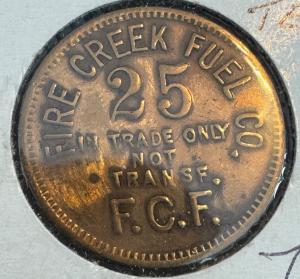 FIRE CREEK FUEL CO.
25
IN TRADE ONLY
NOT
TRANSF.
F.C.F.